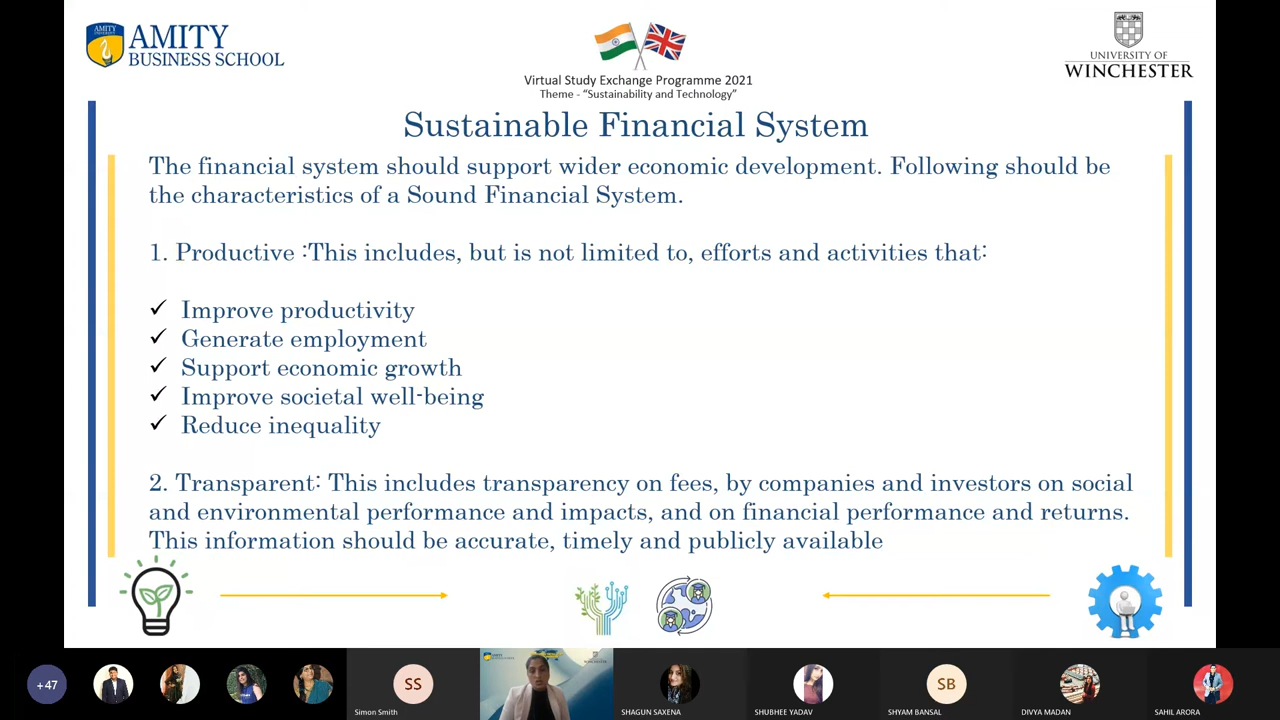 AMITY
BUSINESS SCHOOL
Virtual Study Exchange Programme 2021
Theme - “Sustainability and Technology”
UNIVERSITY OF
WINCHESTER
Sustainable Financial System
The financial system should support wider economic development. Following should be
the characteristics of a Sound Financial System.
1. Productive :This includes, but is not limited to, efforts and activities that:
✓ Improve productivity
✓ Generate employment
✓ Support economic growth
✓ Improve societal well-being
✓ Reduce inequality
2. Transparent: This includes transparency on fees, by companies and investors on social
and environmental performance and impacts, and on financial performance and returns.
This information should be accurate, timely and publicly available
+47
SS
Simon Smith
SHAGUN SAXENA
SHUBHEE YADAV
SB
SHYAM BANSAL
DIVYA MADAN
SAHIL ARORA